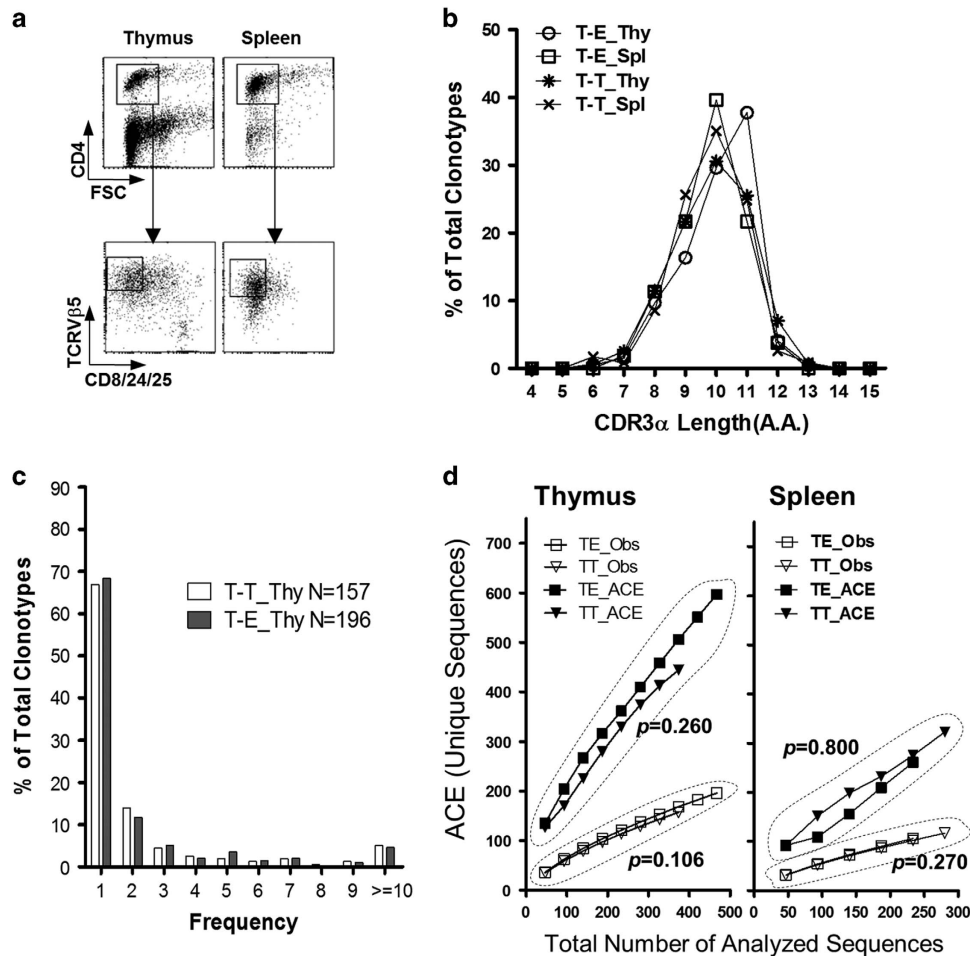 a
Thymus Spleen
CD4
FSC
TCRVβ5
CD8/24/25
b
T-E_Thy
T-E_Spl
T-T_Thy
T-T_Spl
% of Total Clonotypes
50
40
30
20
10
0
4 5 6 7 8 9 10 11 12 13 14 15
CDR3α Length(A.A.)
c
% of Total Clonotypes
90
80
70
60
50
40
30
20
10
0
T-T_Thy N=157
T-E_Thy N=196
1 2 3 4 5 6 7 8 9 >=10
Frequency
d
Thymus Spleen
ACE (Unique Sequences)
700
600
500
400
300
200
100
0
TE_Obs
TT_Obs
TE_ACE
TT_ACE
p=0.260
p=0.106
0 100 200 300 400 500
TE_Obs
TT_Obs
TE_ACE
TT_ACE
p=0.800
p=0.270
0 50 100 150 200 250 300
Total Number of Analyzed Sequences